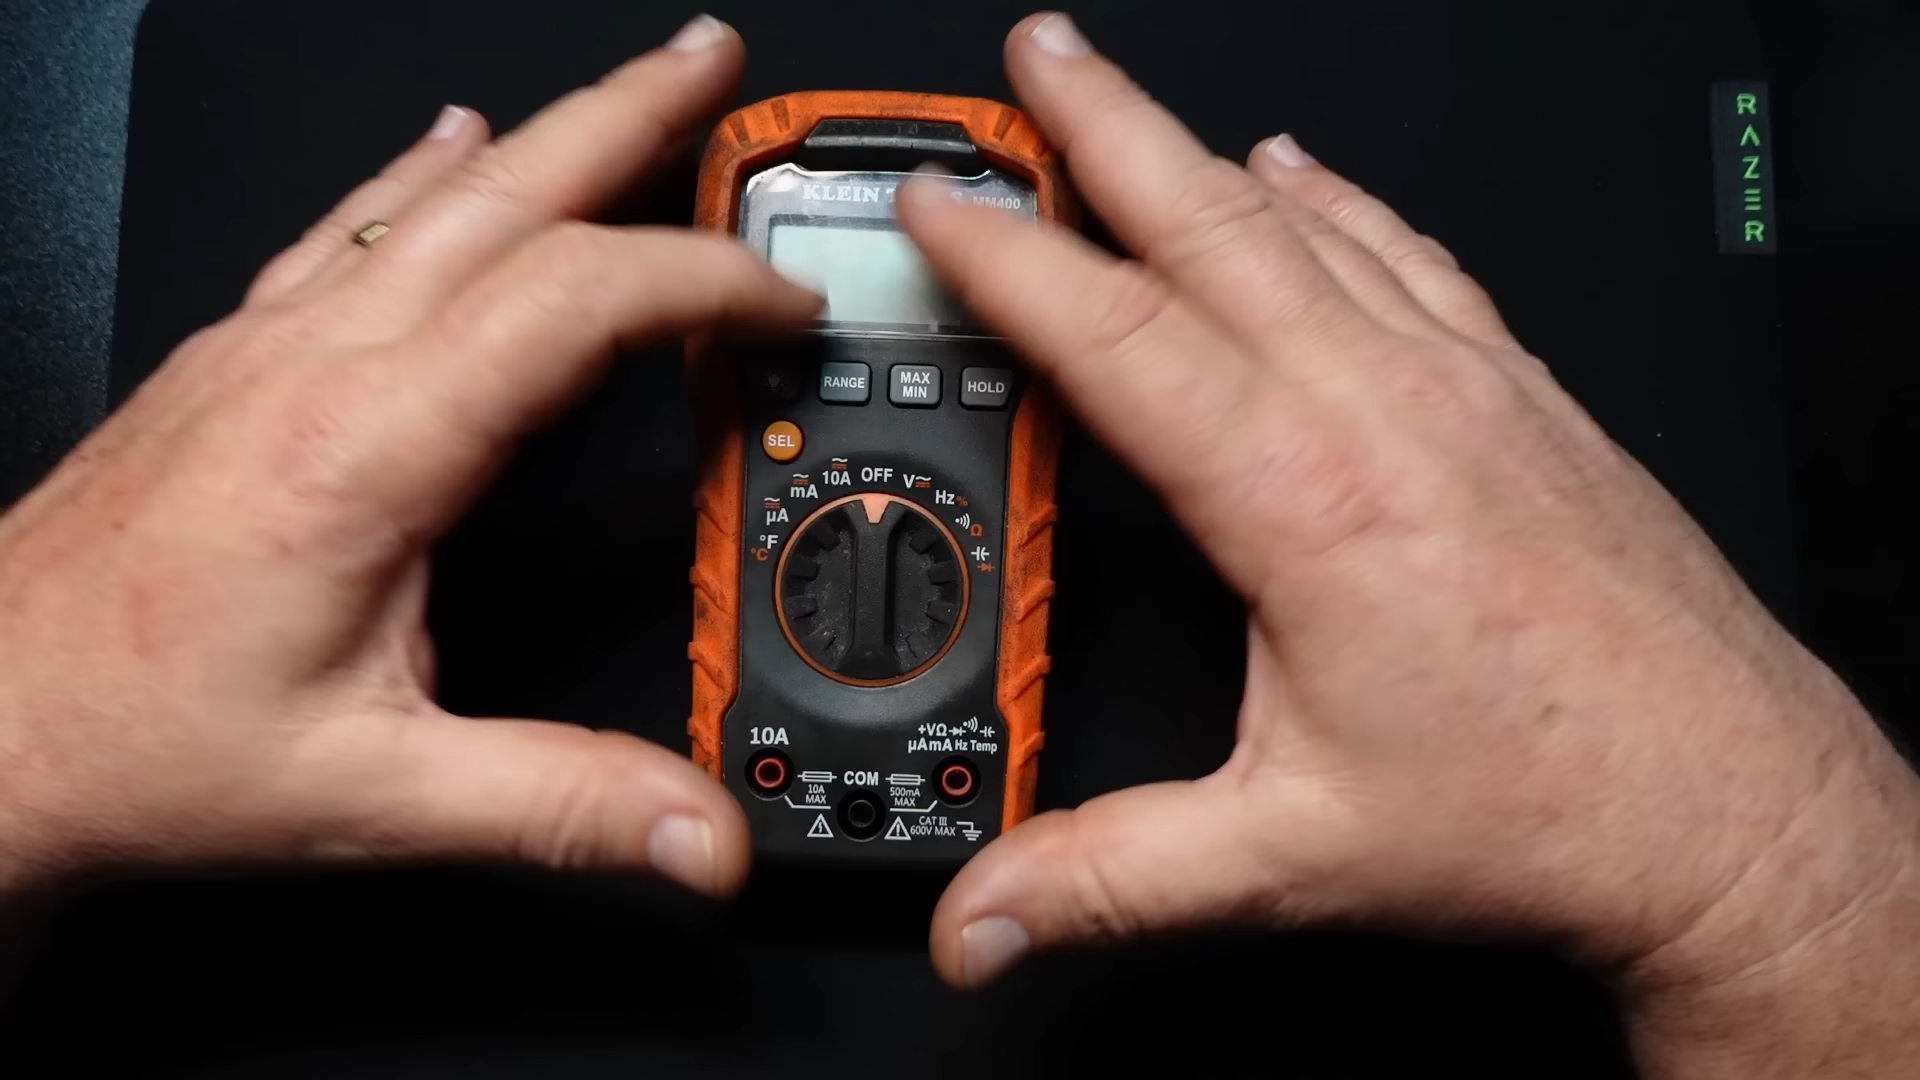 KLEIN
MM400
RAZER
RANGE
MAX
MIN
HOLD
SEL
µA
mA
10A
OFF
V
Hz%
Ω
°F
°C
10A
+VΩ
µAmA Hz Temp
COM
10A
MAX
500mA
MAX
CAT III
600V MAX